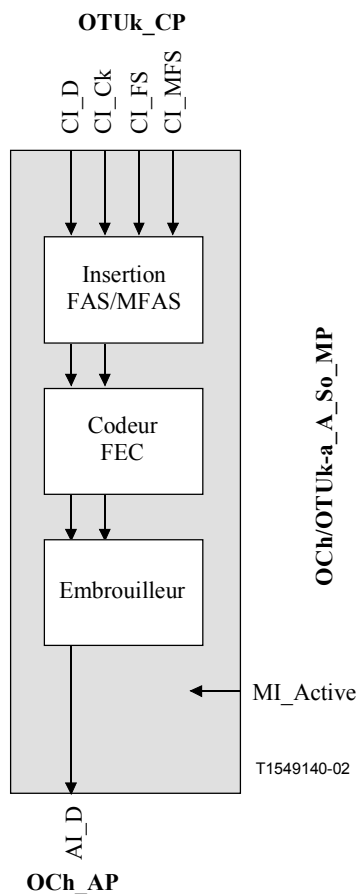 OTUk_CP
CI_D
CI_Ck
CI_FS
CI_MFS
Insertion
FAS/MFAS
Codeur
FEC
Embrouilleur
OCh/OTUk-a_A_So_MP
MI_Active
T1549140-02
AI_D
OCh_AP